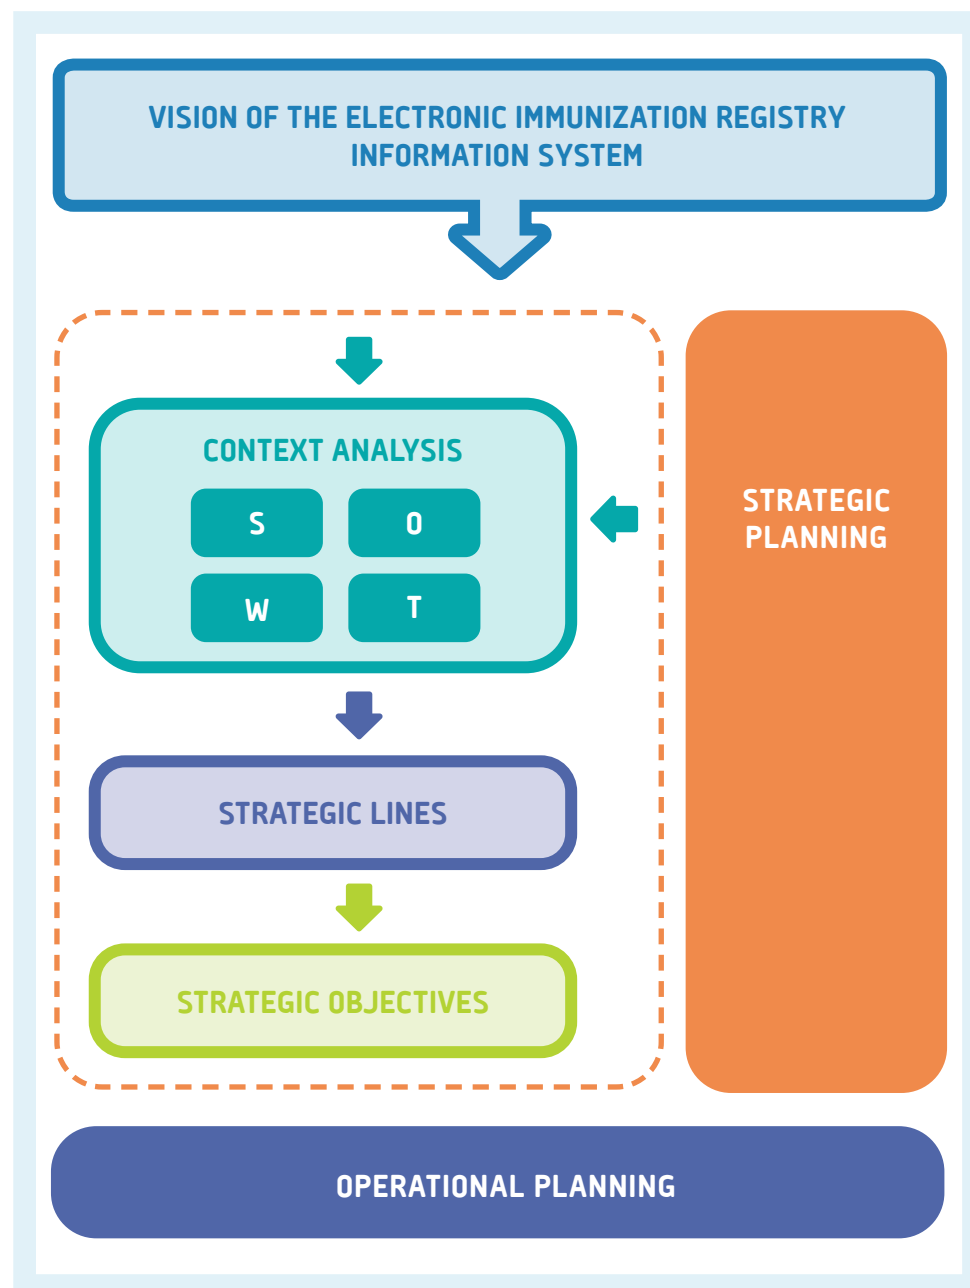 VISION OF THE ELECTRONIC IMMUNIZATION REGISTRY
INFORMATION SYSTEM
CONTEXT ANALYSIS
S
O
W
T
STRATEGIC
PLANNING
STRATEGIC LINES
STRATEGIC OBJECTIVES
OPERATIONAL PLANNING